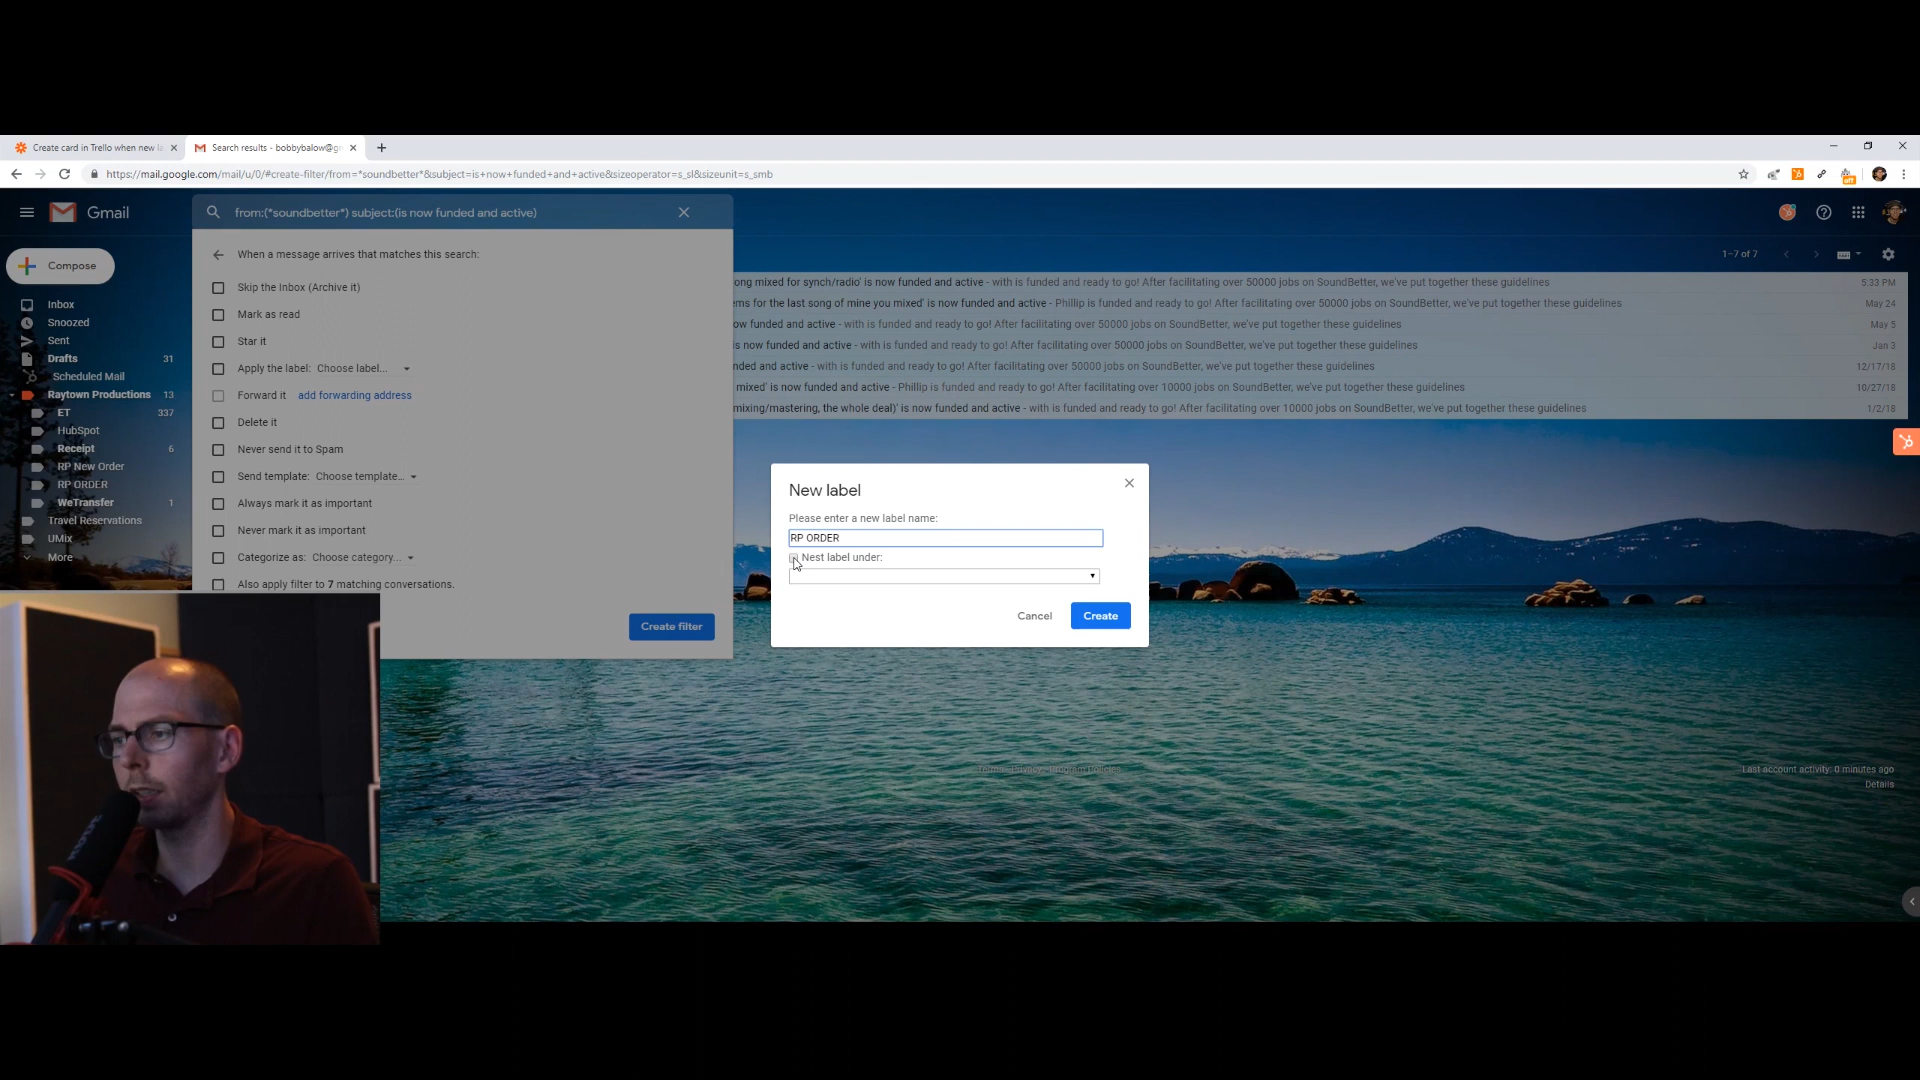 Create card in Trello when new la
Search results - bobbybalow@gm
https://mail.google.com/mail/u/0/#create-filter/from=*soundbetter*&subject=is+now+funded+and+active&sizeoperator=s_sl&sizeunit=s_smb
off
Gmail
from:(*soundbetter*) subject:(is now funded and active)
Compose
When a message arrives that matches this search:
1–7 of 7
Skip the Inbox (Archive it)
ong mixed for synch/radio' is now funded and active - with is funded and ready to go! After facilitating over 50000 jobs on SoundBetter, we've put together these guidelines
5:33 PM
Inbox
ems for the last song of mine you mixed' is now funded and active - Phillip is funded and ready to go! After facilitating over 50000 jobs on SoundBetter, we've put together these guidelines
May 24
Mark as read
Snoozed
ow funded and active - with is funded and ready to go! After facilitating over 50000 jobs on SoundBetter, we've put together these guidelines
May 5
Sent
Star it
is now funded and active - with is funded and ready to go! After facilitating over 50000 jobs on SoundBetter, we've put together these guidelines
Jan 3
Drafts 31
Apply the label: Choose label...
nded and active - with is funded and ready to go! After facilitating over 50000 jobs on SoundBetter, we've put together these guidelines
12/17/18
Scheduled Mail
mixed' is now funded and active - Phillip is funded and ready to go! After facilitating over 10000 jobs on SoundBetter, we've put together these guidelines
10/27/18
Raytown Productions 13
Forward it add forwarding address
mixing/mastering, the whole deal)' is now funded and active - with is funded and ready to go! After facilitating over 10000 jobs on SoundBetter, we've put together these guidelines
1/2/18
ET 337
Delete it
HubSpot
Receipt 6
Never send it to Spam
RP New Order
Send template: Choose template...
RP ORDER
WeTransfer 1
Always mark it as important
Travel Reservations
Never mark it as important
UMix
More
Categorize as: Choose category...
Also apply filter to 7 matching conversations.
Create filter
New label
Please enter a new label name:
RP ORDER
Nest label under:
Cancel
Create
Terms - Privacy - Program Policies
Last account activity: 0 minutes ago
Details